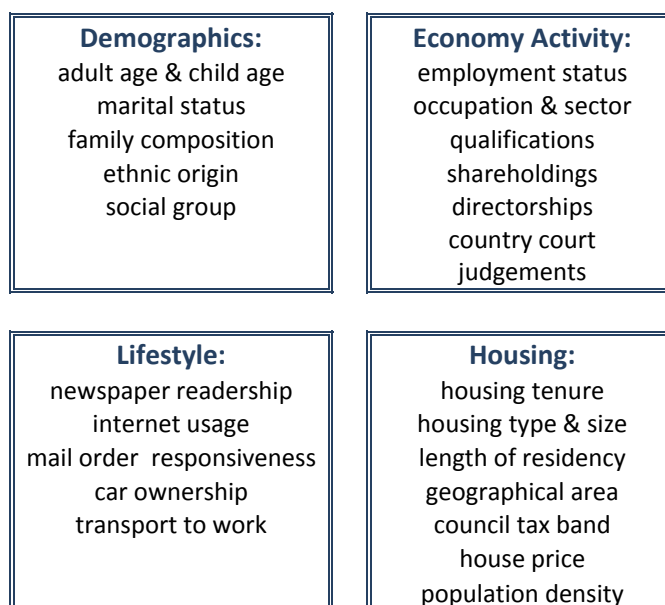 Demographics:
adult age & child age
marital status
family composition
ethnic origin
social group
Economy Activity:
employment status
occupation & sector
qualifications
shareholdings
directorships
country court
judgements
Lifestyle:
newspaper readership
internet usage
mail order responsiveness
car ownership
transport to work
Housing:
housing tenure
housing type & size
length of residency
geographical area
council tax band
house price
population density